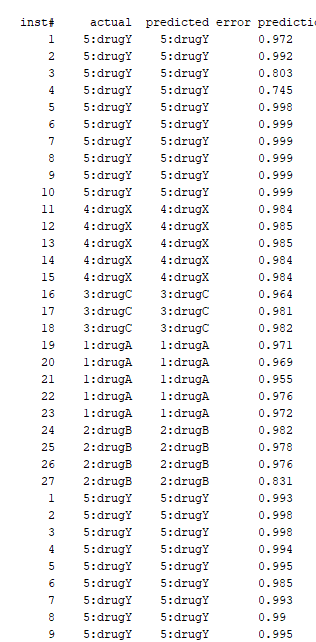 inst# actual predicted error predictio
1 5:drugY 5:drugY 0.972
2 5:drugY 5:drugY 0.992
3 5:drugY 5:drugY 0.803
4 5:drugY 5:drugY 0.745
5 5:drugY 5:drugY 0.998
6 5:drugY 5:drugY 0.999
7 5:drugY 5:drugY 0.999
8 5:drugY 5:drugY 0.999
9 5:drugY 5:drugY 0.999
10 5:drugY 5:drugY 0.999
11 4:drugX 4:drugX 0.984
12 4:drugX 4:drugX 0.985
13 4:drugX 4:drugX 0.985
14 4:drugX 4:drugX 0.984
15 4:drugX 4:drugX 0.984
16 3:drugC 3:drugC 0.964
17 3:drugC 3:drugC 0.981
18 3:drugC 3:drugC 0.982
19 1:drugA 1:drugA 0.971
20 1:drugA 1:drugA 0.969
21 1:drugA 1:drugA 0.955
22 1:drugA 1:drugA 0.976
23 1:drugA 1:drugA 0.972
24 2:drugB 2:drugB 0.982
25 2:drugB 2:drugB 0.978
26 2:drugB 2:drugB 0.976
27 2:drugB 2:drugB 0.831
1 5:drugY 5:drugY 0.993
2 5:drugY 5:drugY 0.998
3 5:drugY 5:drugY 0.998
4 5:drugY 5:drugY 0.994
5 5:drugY 5:drugY 0.995
6 5:drugY 5:drugY 0.985
7 5:drugY 5:drugY 0.993
8 5:drugY 5:drugY 0.99
9 5:drugY 5:drugY 0.995